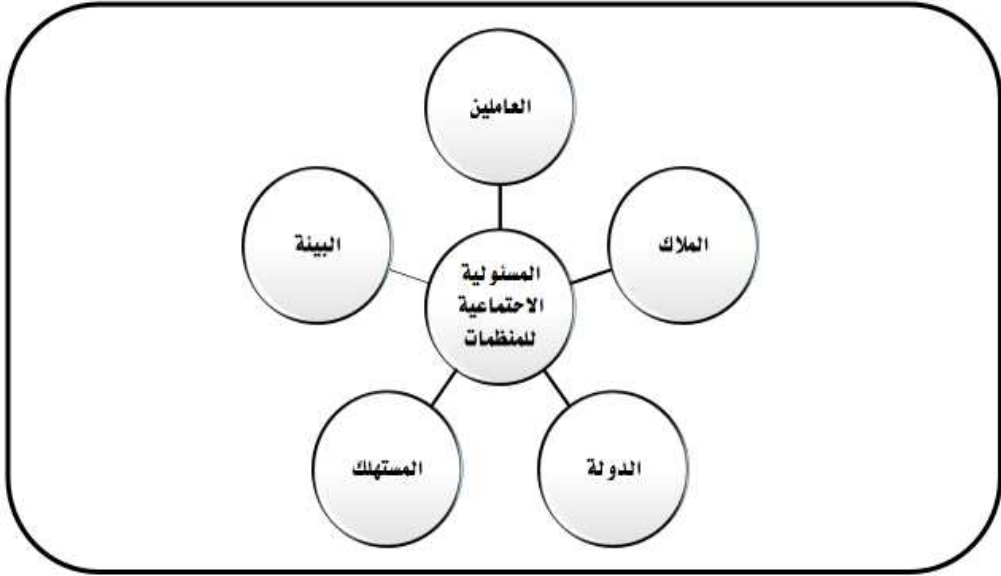 العاملين
الملاك
البيئة
المسئولية
الاجتماعية
للمنظمات
الدولة
المستهلك